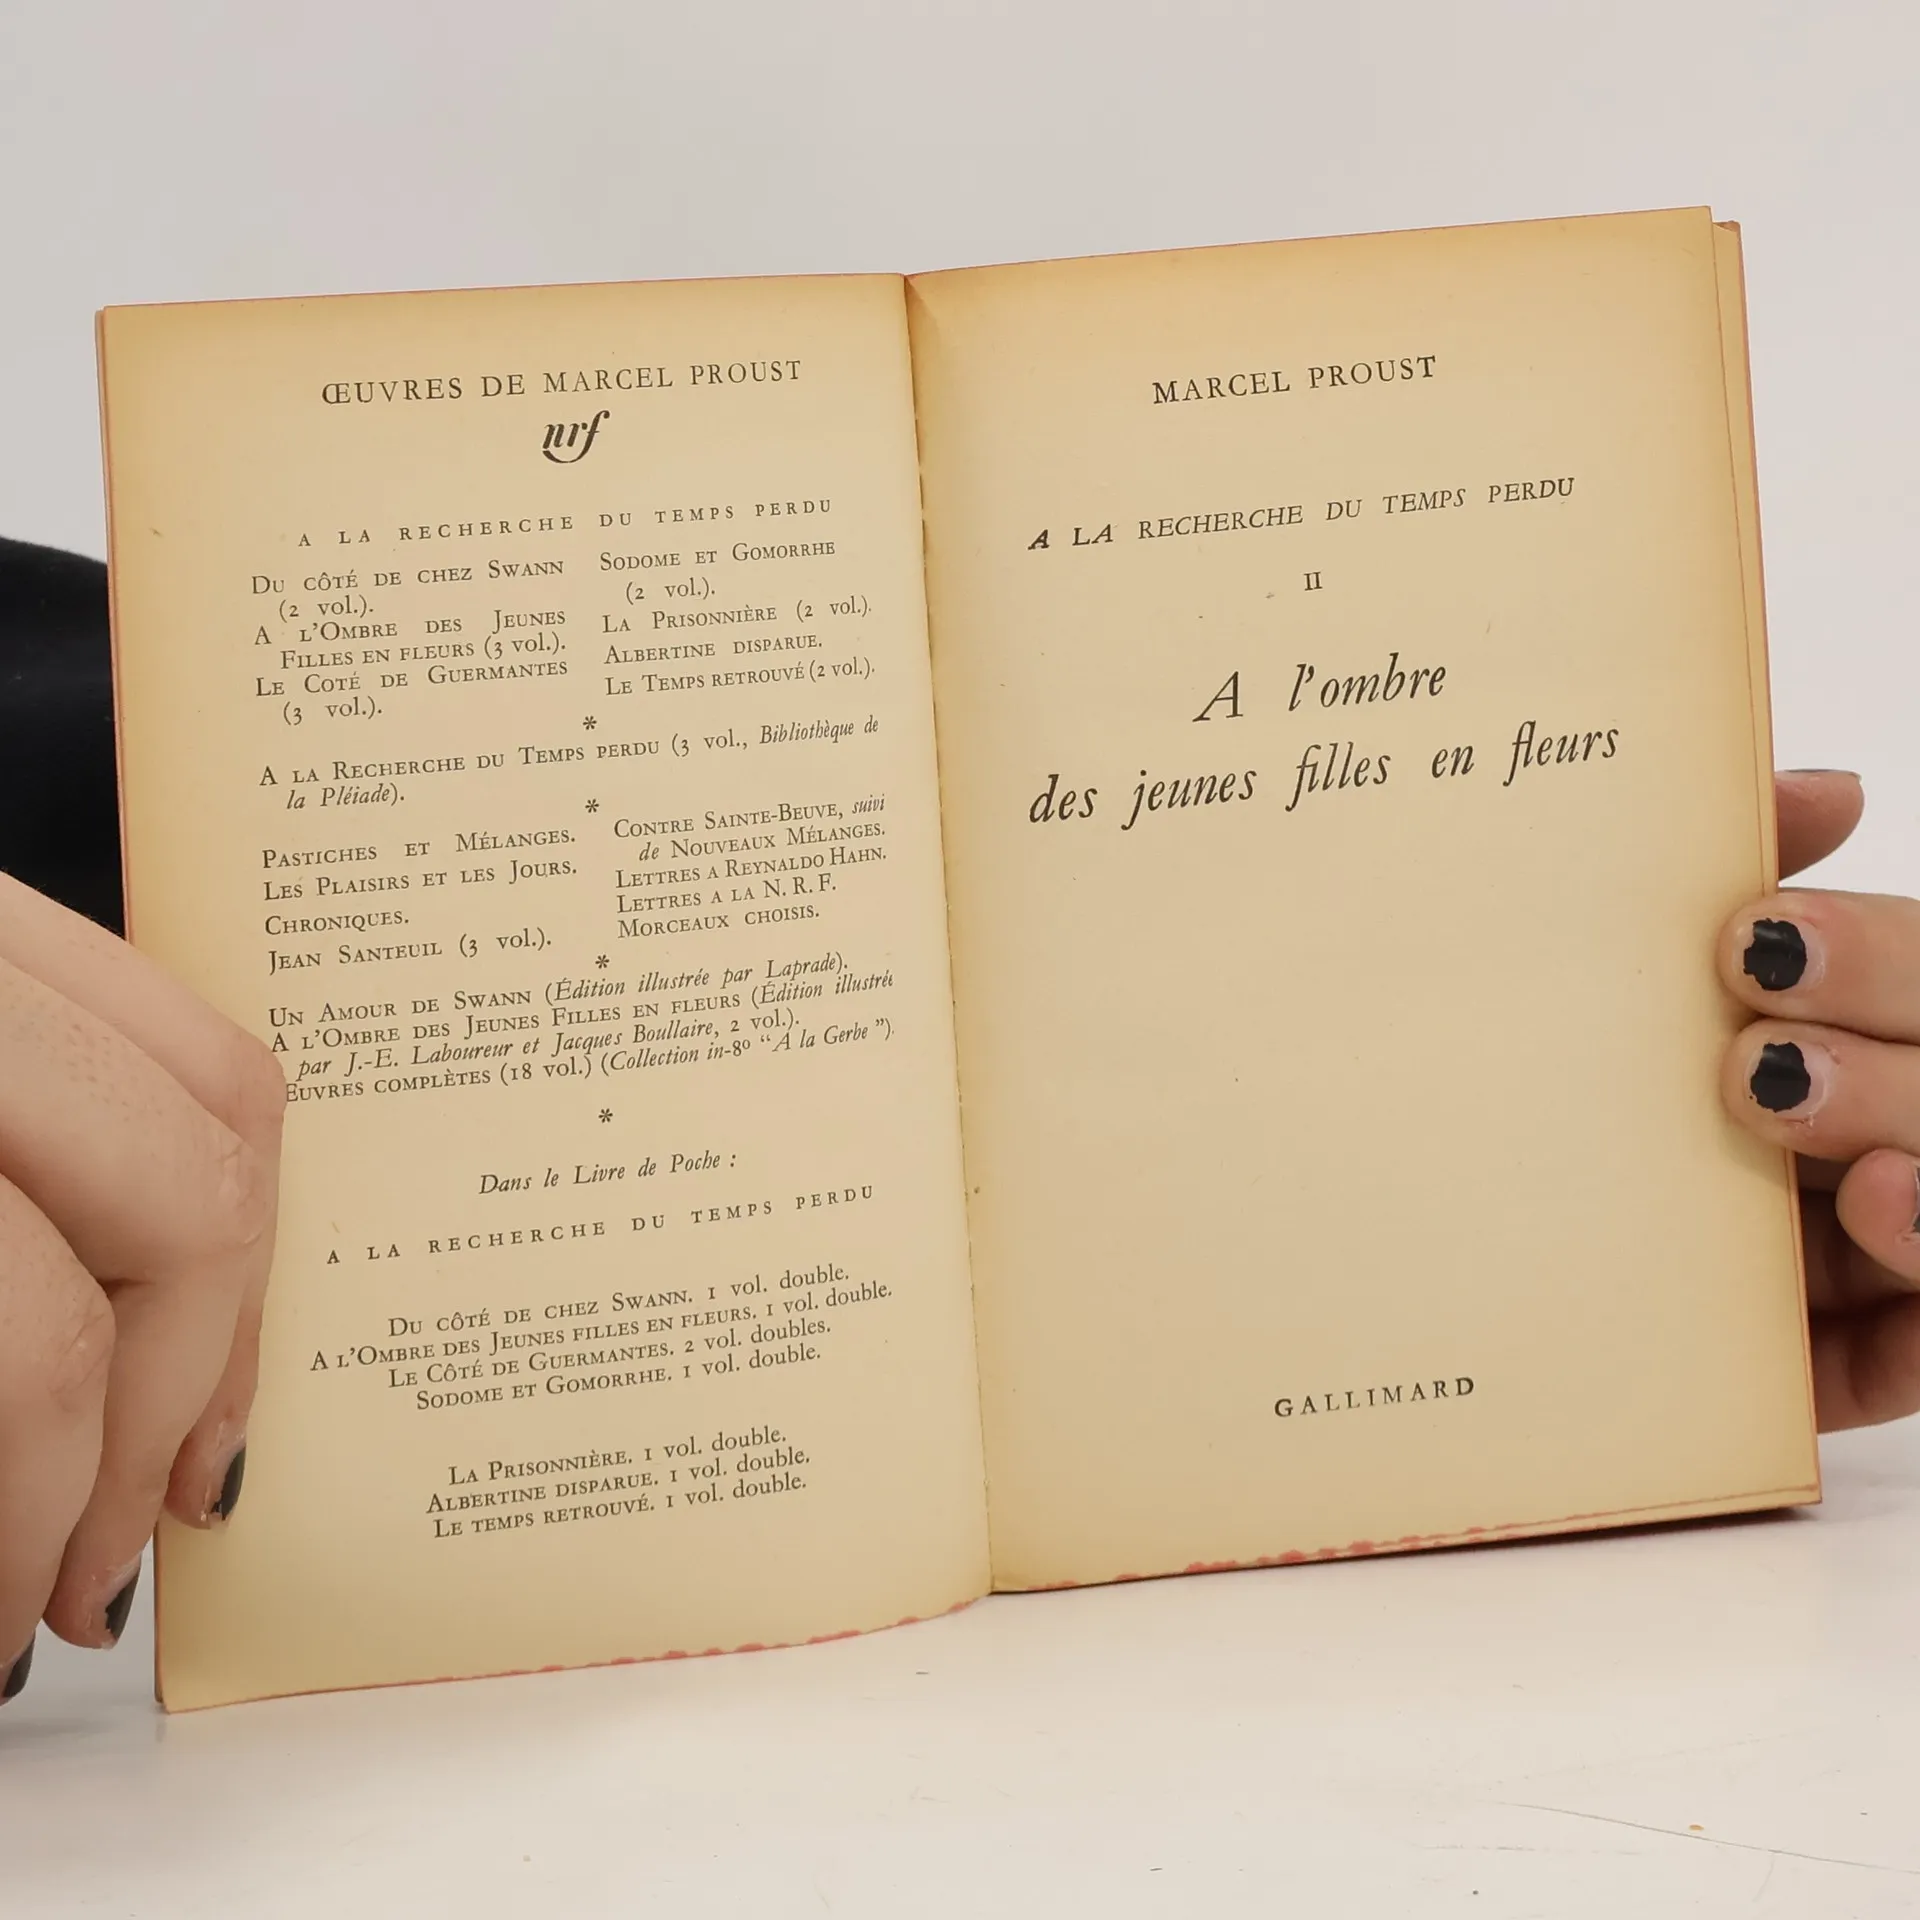 ŒUVRES DE MARCEL PROUST
nrf
A LA RECHERCHE DU TEMPS PERDU
DU CÔTÉ DE CHEZ SWANN
(2 vol.).
A L'OMBRE DES JEUNES
FILLES EN FLEURS (3 vol.).
LE COTÉ DE GUERMANTES
(3 vol.).
SODOME ET GOMORRHE
(2 vol.).
LA PRISONNIÈRE (2 vol.).
ALBERTINE DISPARUE.
LE TEMPS RETROUVÉ (2 vol.).
*
A LA RECHERCHE DU TEMPS PERDU (3 vol., Bibliothèque de
la Pléiade).
*
PASTICHES ET MÉLANGES.
LES PLAISIRS ET LES JOURS.
CHRONIQUES.
JEAN SANTEUIL (3 vol.).
CONTRE SAINTE-BEUVE, suivi
de NOUVEAUX MÉLANGES.
LETTRES A REYNALDO HAHN.
LETTRES A LA N. R. F.
MORCEAUX CHOISIS.
*
UN AMOUR DE SWANN (Édition illustrée par Laprade).
A L'OMBRE DES JEUNES FILLES EN FLEURS (Édition illustrée
par J.-E. Laboureur et Jacques Boullaire, 2 vol.).
ŒUVRES COMPLÈTES (18 vol.) (Collection in-8º “A la Gerbe”).
*
Dans le Livre de Poche :
A LA RECHERCHE DU TEMPS PERDU
DU CÔTÉ DE CHEZ SWANN. 1 vol. double.
A L'OMBRE DES JEUNES FILLES EN FLEURS. 1 vol. double.
LE CÔTÉ DE GUERMANTES. 2 vol. doubles.
SODOME ET GOMORRHE. 1 vol. double.
LA PRISONNIÈRE. 1 vol. double.
ALBERTINE DISPARUE. 1 vol. double.
LE TEMPS RETROUVÉ. 1 vol. double.
MARCEL PROUST
A LA RECHERCHE DU TEMPS PERDU
II
A l'ombre
des jeunes filles en fleurs
GALLIMARD